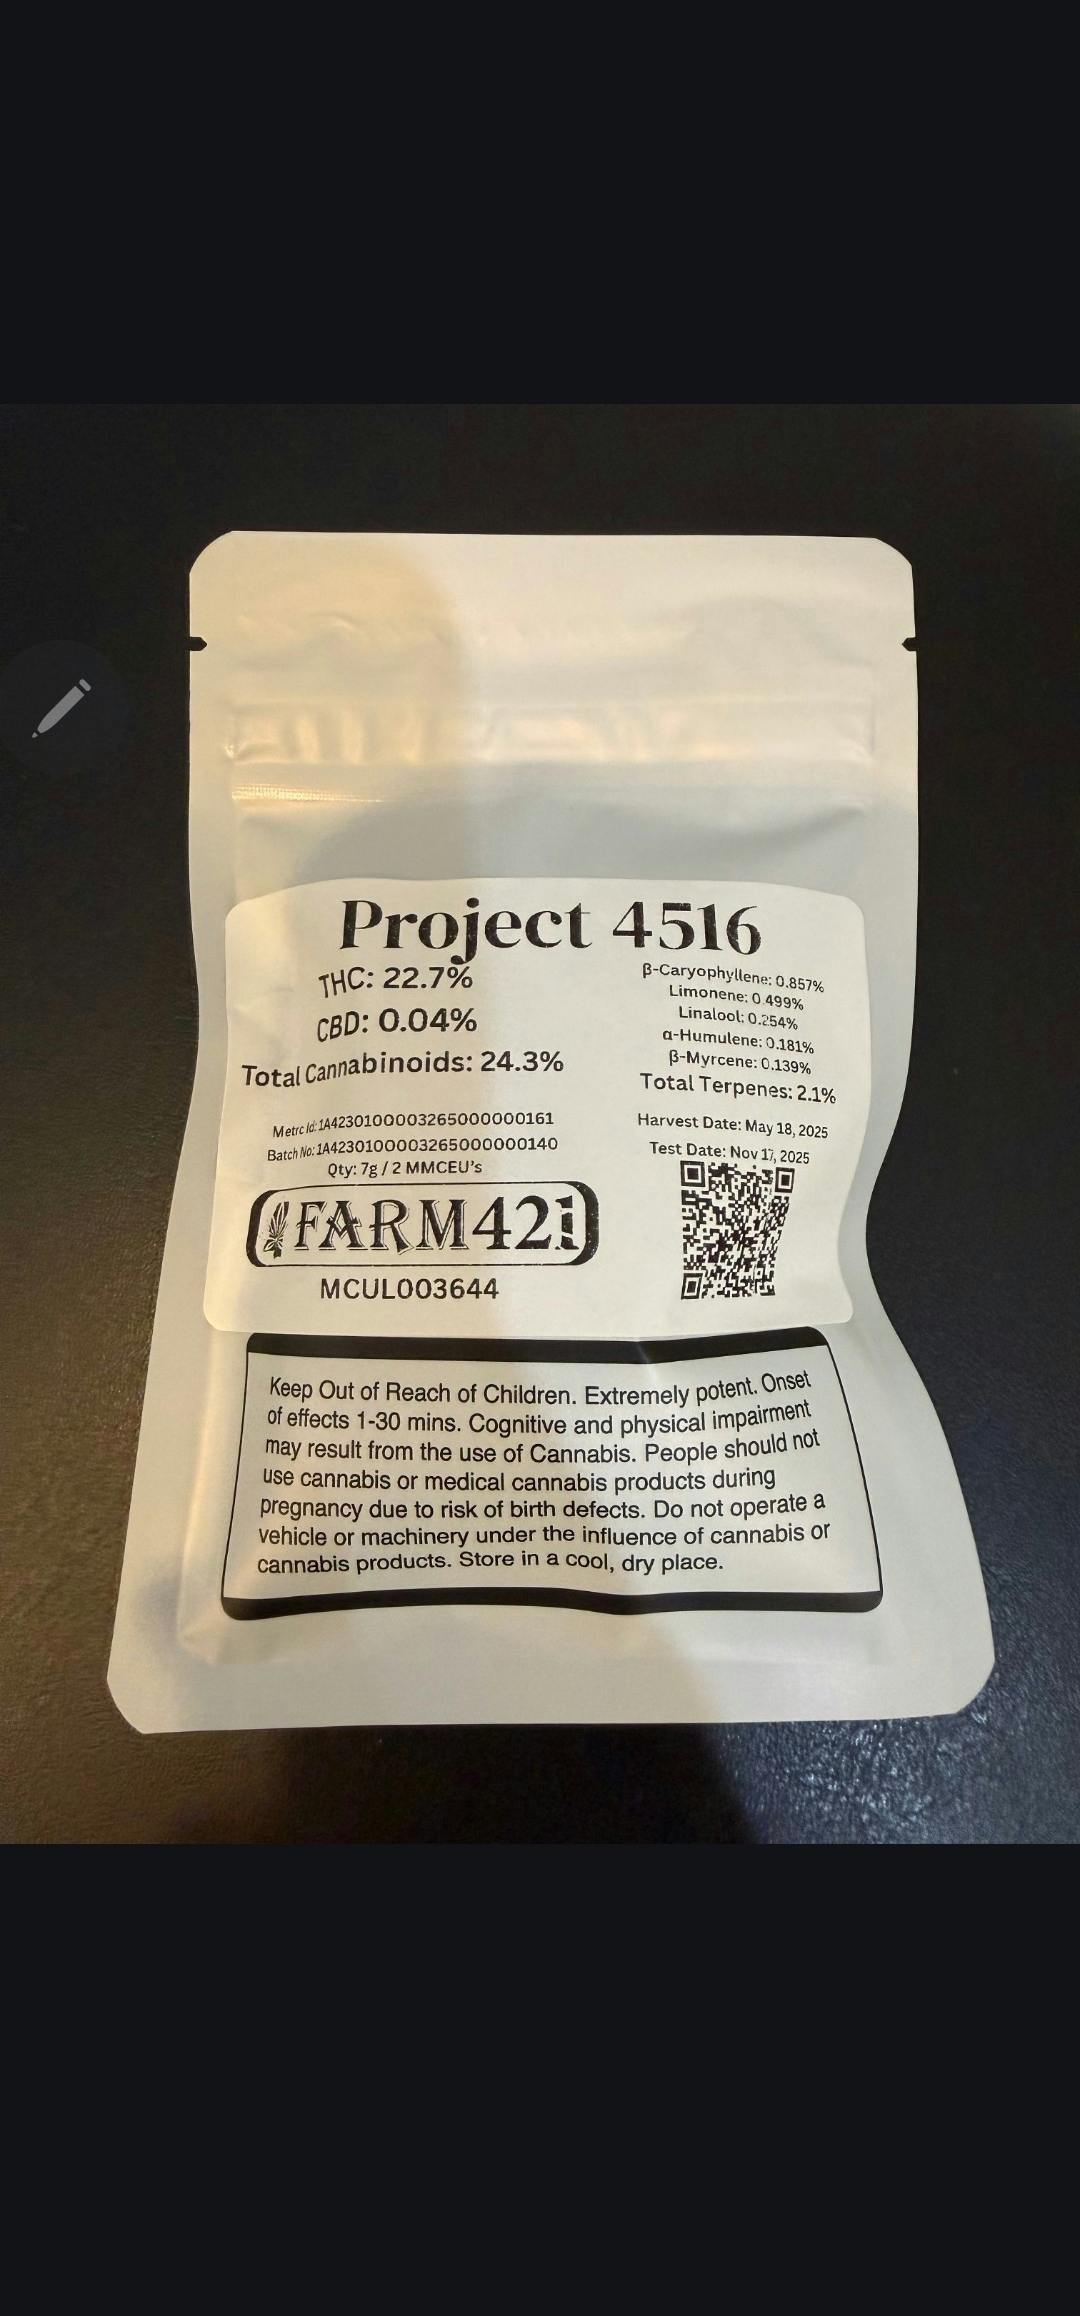 Project 4516
THC: 22.7%
CBD: 0.04%
Total Cannabinoids: 24.3%
β-Caryophyllene: 0.857%
Limonene: 0.499%
Linalool: 0.254%
α-Humulene: 0.181%
β-Myrcene: 0.139%
Total Terpenes: 2.1%
Metrc Id: 1A4230100003265000000161
Batch No: 1A4230100003265000000140
Qty: 7g / 2 MMCEU's
Harvest Date: May 18, 2025
Test Date: Nov 17, 2025
FARM421
MCUL003644
Keep Out of Reach of Children. Extremely potent. Onset
of effects 1-30 mins. Cognitive and physical impairment
may result from the use of Cannabis. People should not
use cannabis or medical cannabis products during
pregnancy due to risk of birth defects. Do not operate a
vehicle or machinery under the influence of cannabis or
cannabis products. Store in a cool, dry place.